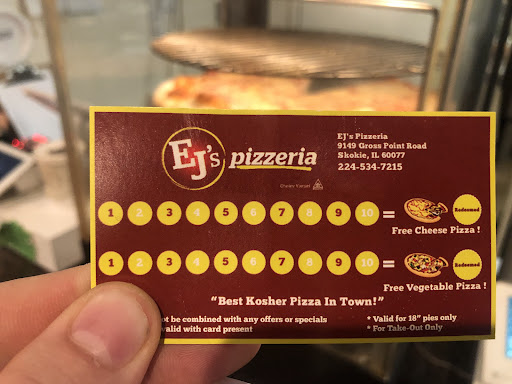 EJ's pizzeria
EJ's Pizzeria
9149 Gross Point Road
Skokie, IL 60077
224-534-7215
1 2 3 4 5 6 7 8 9 10 = Redeemed
Free Cheese Pizza !
1 2 3 4 5 6 7 8 9 10 = Redeemed
Free Vegetable Pizza !
"Best Kosher Pizza In Town!"
be combined with any offers or specials
with card present
* Valid for 18" pies only
* For Take-Out Only